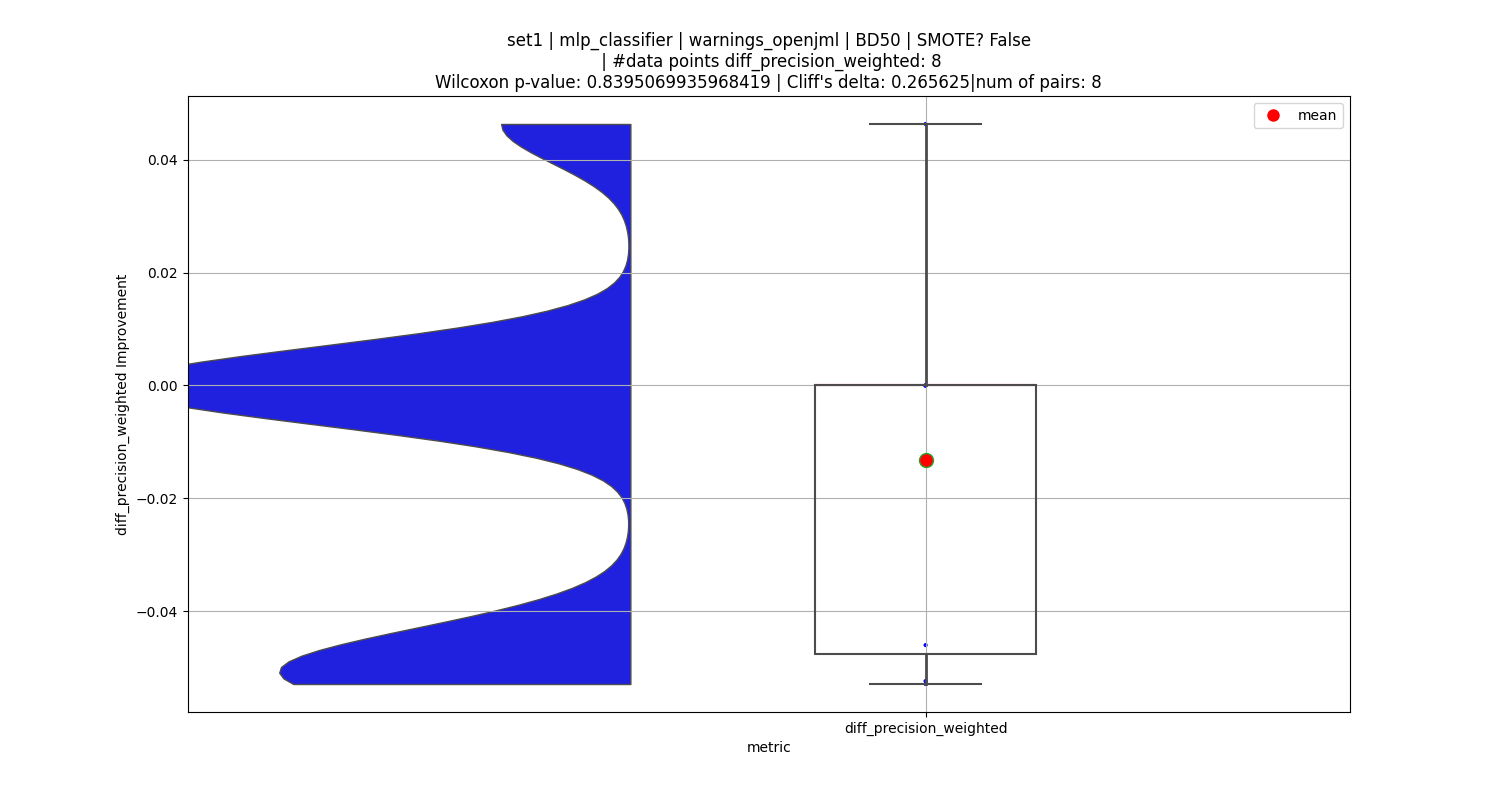 set1 | mlp_classifier | warnings_openjml | BD50 | SMOTE? False
| #data points diff_precision_weighted: 8
Wilcoxon p-value: 0.8395069935968419 | Cliff's delta: 0.265625|num of pairs: 8
mean
0.04
0.02
0.00
−0.02
−0.04
diff_precision_weighted Improvement
diff_precision_weighted
metric